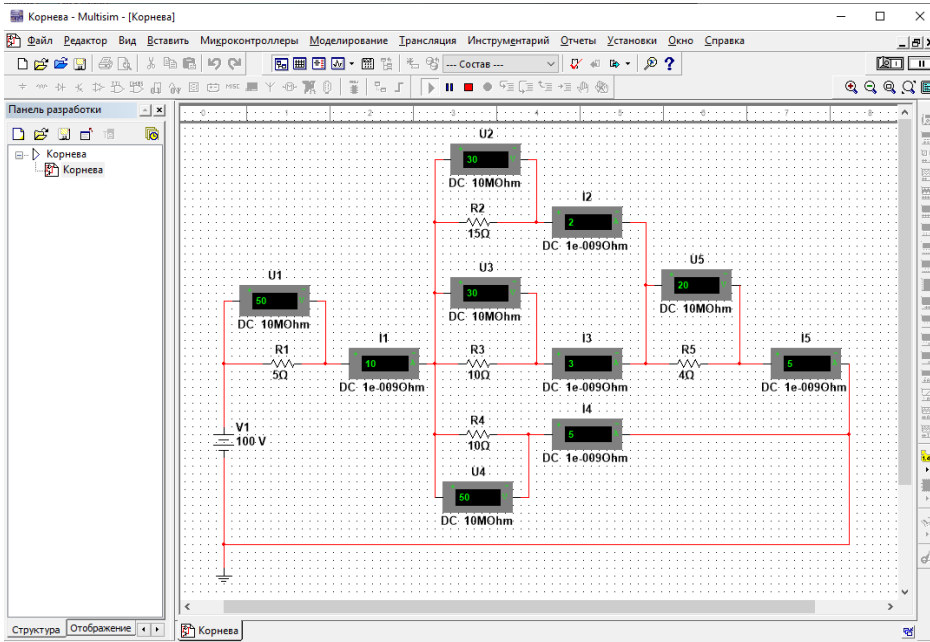 Корнева - Multisim - [Корнева]
Файл Редактор Вид Вставить Микроконтроллеры Моделирование Трансляция Инструментарий Отчеты Установки Окно Справка
--- Состав ---
MISC
Панель разработки
Корнева
Корнева
U2
30
DC 10MOhm
R2
15Ω
I2
2
DC 1e-009Ohm
U3
30
DC 10MOhm
U5
20
DC 10MOhm
U1
50
DC 10MOhm
R1
5Ω
I1
10
DC 1e-009Ohm
R3
10Ω
I3
3
DC 1e-009Ohm
R5
4Ω
I5
5
DC 1e-009Ohm
R4
10Ω
I4
5
DC 1e-009Ohm
V1
100 V
U4
50
DC 10MOhm
Структура Отображение
Корнева